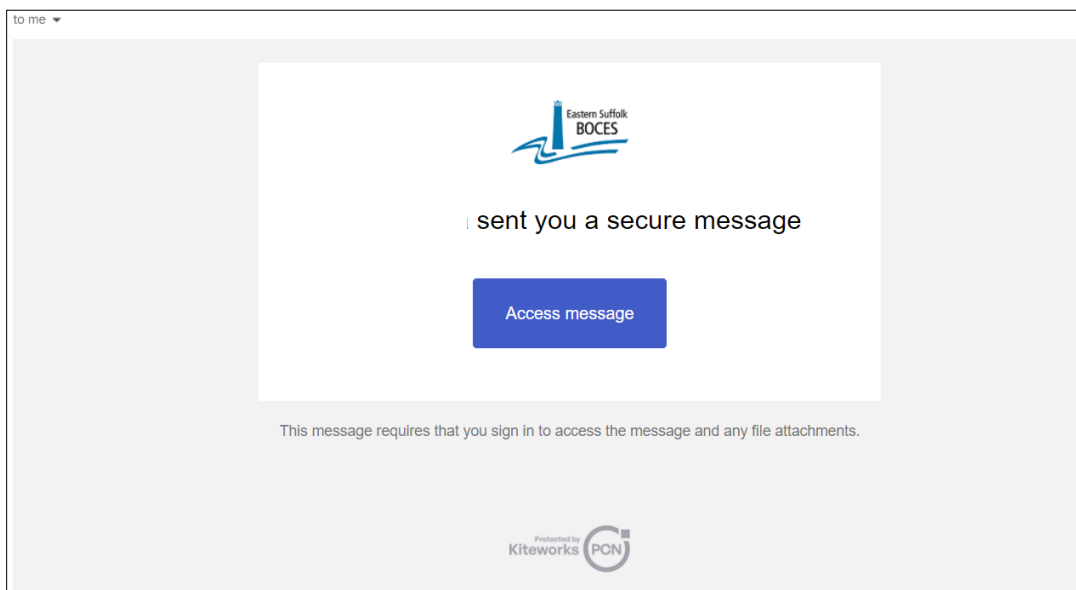 to me
Eastern Suffolk
BOCES
sent you a secure message
Access message
This message requires that you sign in to access the message and any file attachments.
Protected by
Kiteworks
PCN